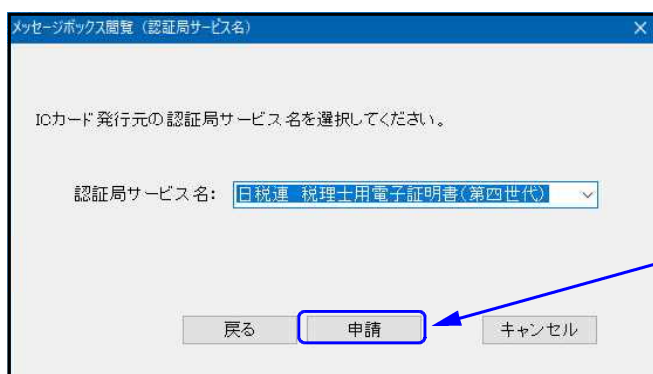 メッセージボックス閲覧（認証局サービス名）
ICカード発行元の認証局サービス名を選択してください。
認証局サービス名： 日税連 税理士用電子証明書(第四世代)
戻る 申請 キャンセル